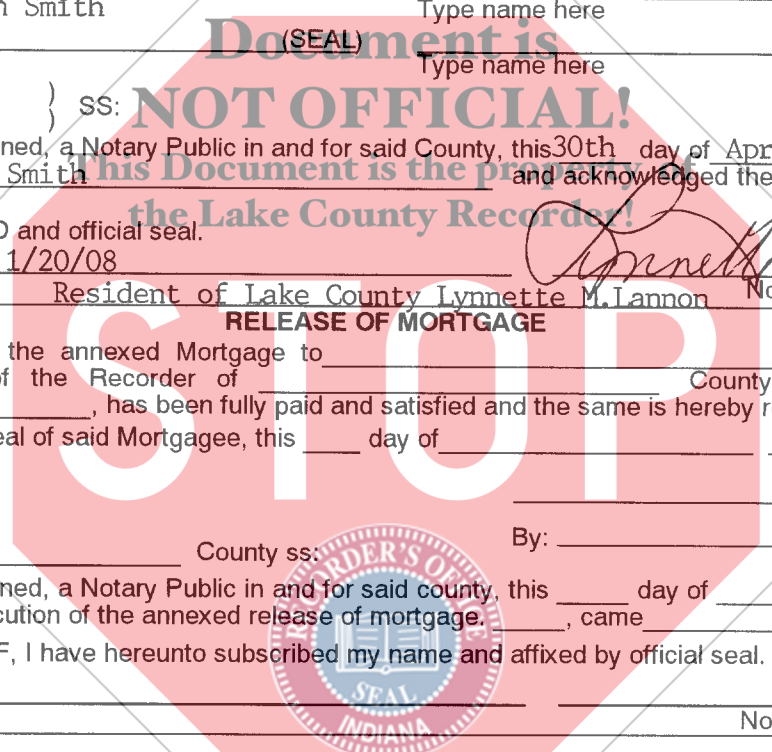 n Smith
Type name here
Document is
(SEAL)
Type name here
} SS:
NOT OFFICIAL!
ned, a Notary Public in and for said County, this 30th day of Apr
Smith and acknowledged the
This Document is the property of
the Lake County Recorder!
D and official seal.
1/20/08
Lynnett
Resident of Lake County Lynnette M. Lannon No
RELEASE OF MORTGAGE
the annexed Mortgage to
of the Recorder of County
, has been fully paid and satisfied and the same is hereby r
eal of said Mortgagee, this day of
STOP
By:
County ss:
ned, a Notary Public in and for said county, this day of
cution of the annexed release of mortgage. , came
F, I have hereunto subscribed my name and affixed by official seal.
RECORDER'S OFFICE
SEAL
INDIANA
No